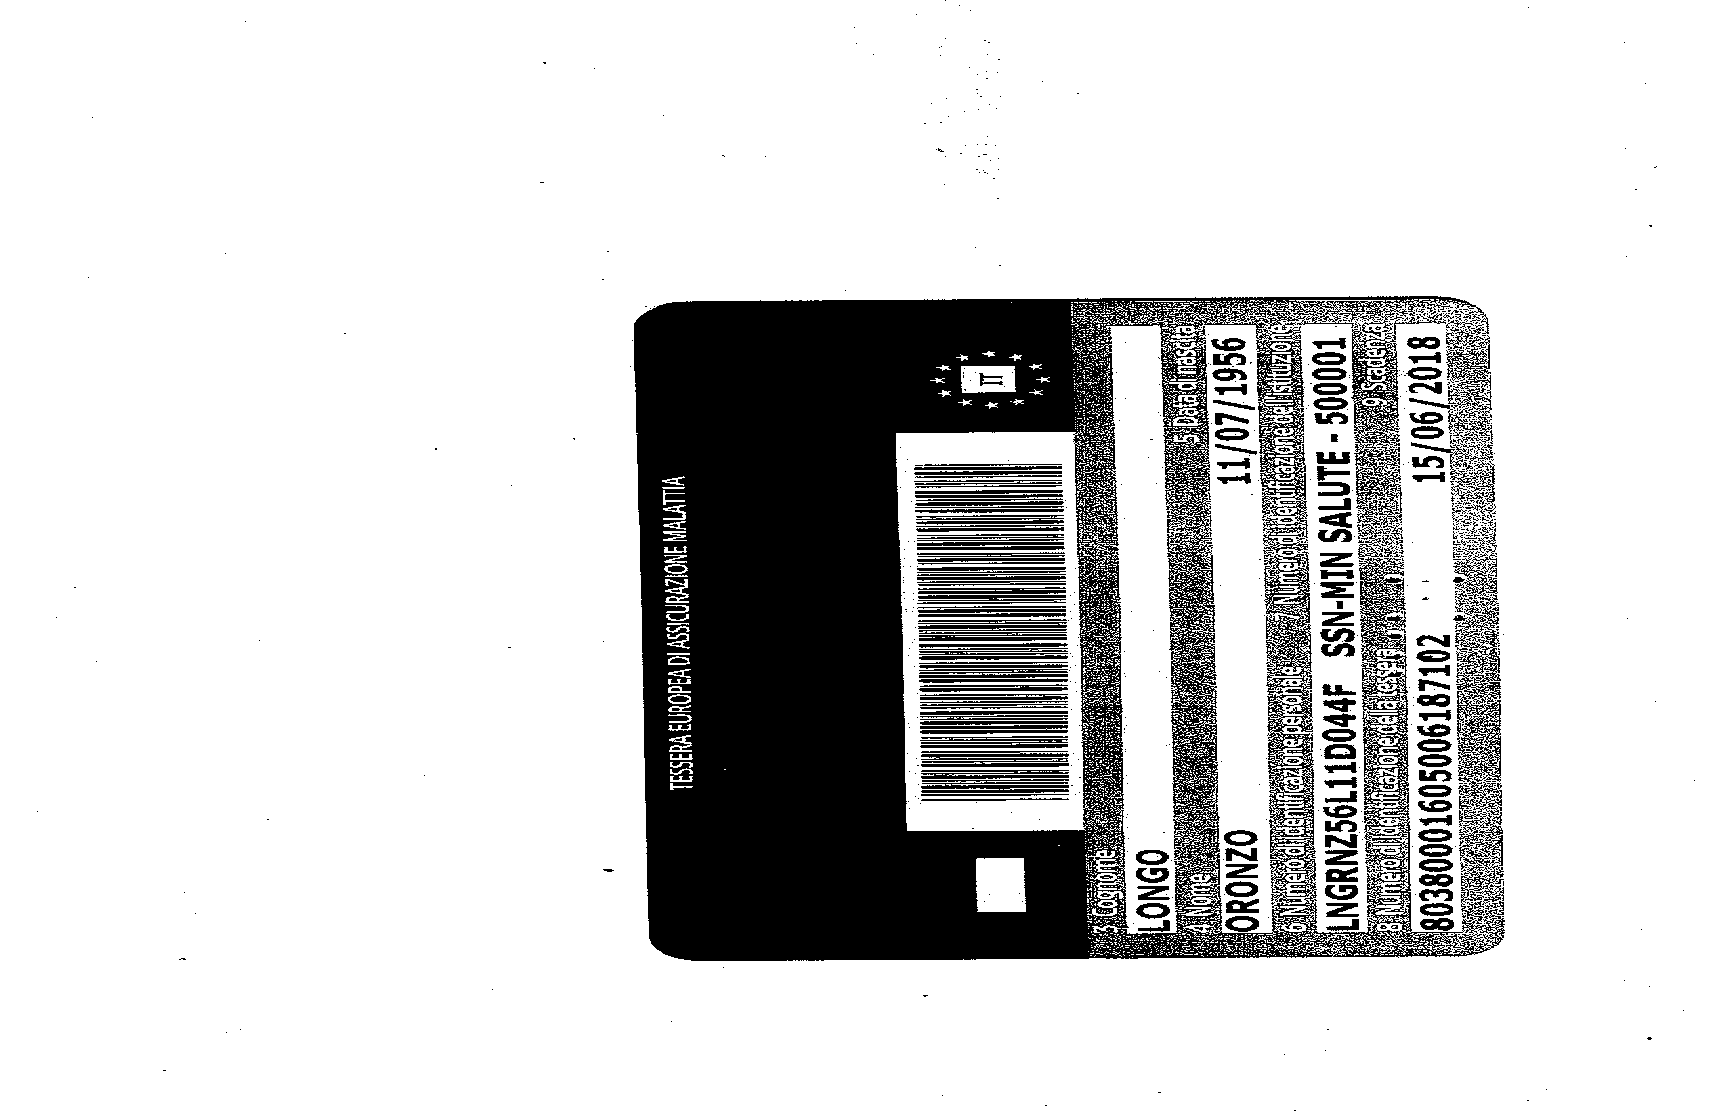 TESSERA EUROPEA DI ASSICURAZIONE MALATTIA
IT
3 Cognome
LONGO
4 Nome 5 Data di nascita
ORONZO 11/07/1956
6 Numero di identificazione personale 7 Numero di identificazione dell'istituzione
LNGRNZ56L11D044F SSN-MIN SALUTE - 500001
8 Numero di identificazione della tessera 9 Scadenza
80380001605006187102 15/06/2018